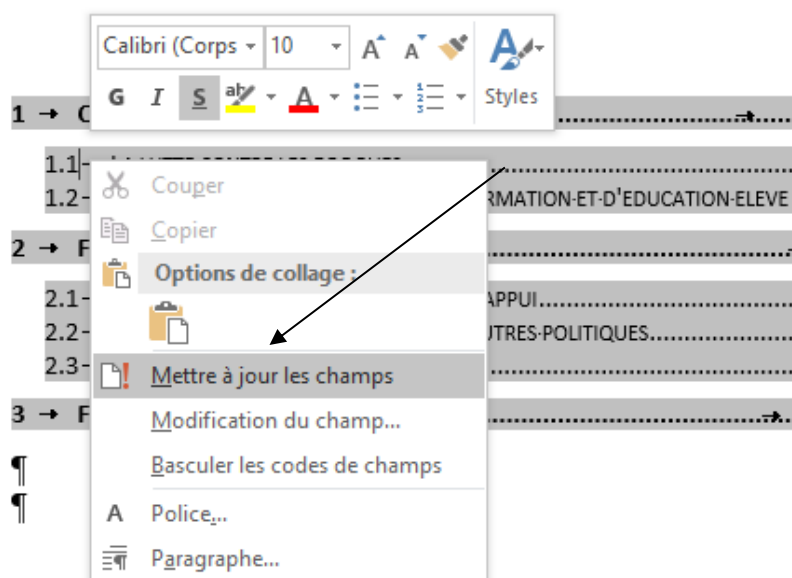 Calibri (Corps 10 A A
G I S ab A Styles
1 → C ..............................→.....
1.1-
1.2- RMATION·ET·D'EDUCATION·ELEVE
2 → F
2.1- APPUI
2.2- UTRES·POLITIQUES
2.3-
3 → F ..............................→..
¶
¶
Couper
Copier
Options de collage :
Mettre à jour les champs
Modification du champ...
Basculer les codes de champs
A Police...
Paragraphe...